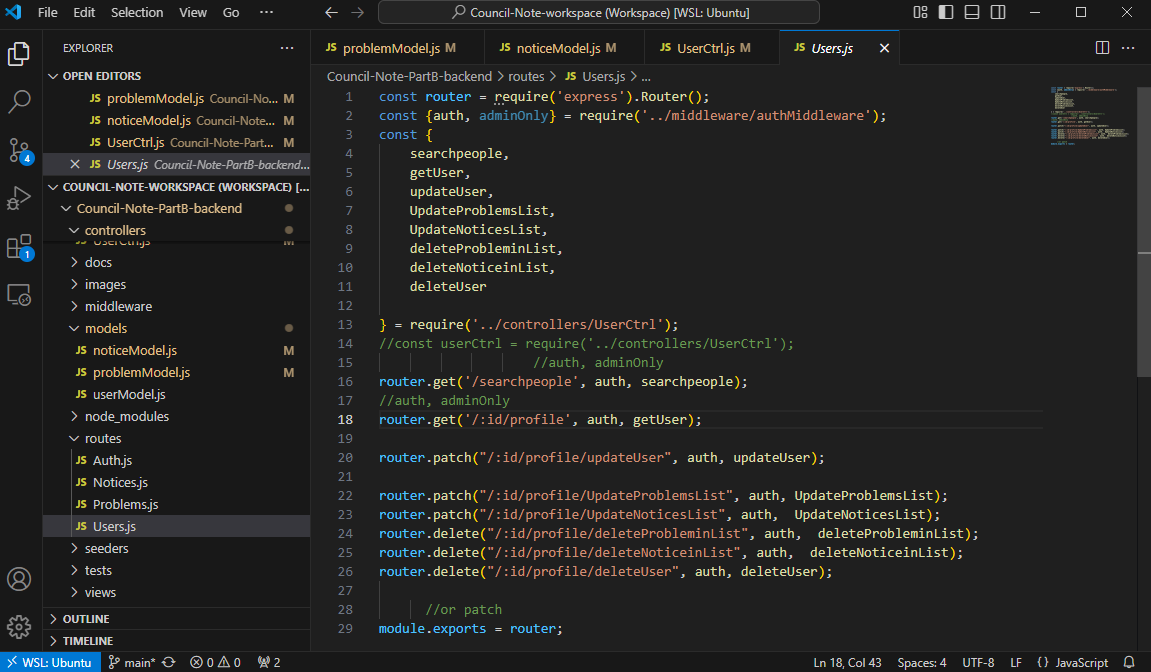 File Edit Selection View Go ··· Council-Note-workspace (Workspace) [WSL: Ubuntu]
EXPLORER ···
OPEN EDITORS
JS problemModel.js Council-No... M
JS noticeModel.js Council-Note... M
JS UserCtrl.js Council-Note-Part... M
JS Users.js Council-Note-PartB-backend...
COUNCIL-NOTE-WORKSPACE (WORKSPACE) [...
Council-Note-PartB-backend
controllers
JS UserCtrl.js M
docs
images
middleware
models
JS noticeModel.js M
JS problemModel.js M
JS userModel.js
node_modules
routes
JS Auth.js
JS Notices.js
JS Problems.js
JS Users.js
seeders
tests
views
OUTLINE
TIMELINE
4
1
JS problemModel.js M JS noticeModel.js M JS UserCtrl.js M JS Users.js ···
Council-Note-PartB-backend > routes > JS Users.js > ...
1 const router = require('express').Router();
2 const {auth, adminOnly} = require('../middleware/authMiddleware');
3 const {
4 searchpeople,
5 getUser,
6 updateUser,
7 UpdateProblemsList,
8 UpdateNoticesList,
9 deleteProbleminList,
10 deleteNoticeinList,
11 deleteUser
12
13 } = require('../controllers/UserCtrl');
14 //const userCtrl = require('../controllers/UserCtrl');
15 //auth, adminOnly
16 router.get('/searchpeople', auth, searchpeople);
17 //auth, adminOnly
18 router.get('/:id/profile', auth, getUser);
19
20 router.patch("/:id/profile/updateUser", auth, updateUser);
21
22 router.patch("/:id/profile/UpdateProblemsList", auth, UpdateProblemsList);
23 router.patch("/:id/profile/UpdateNoticesList", auth,  UpdateNoticesList);
24 router.delete("/:id/profile/deleteProbleminList", auth,  deleteProbleminList);
25 router.delete("/:id/profile/deleteNoticeinList", auth,  deleteNoticeinList);
26 router.delete("/:id/profile/deleteUser", auth, deleteUser);
27
28 //or patch
29 module.exports = router;
WSL: Ubuntu main* 0 0 2 Ln 18, Col 43 Spaces: 4 UTF-8 LF {} JavaScript